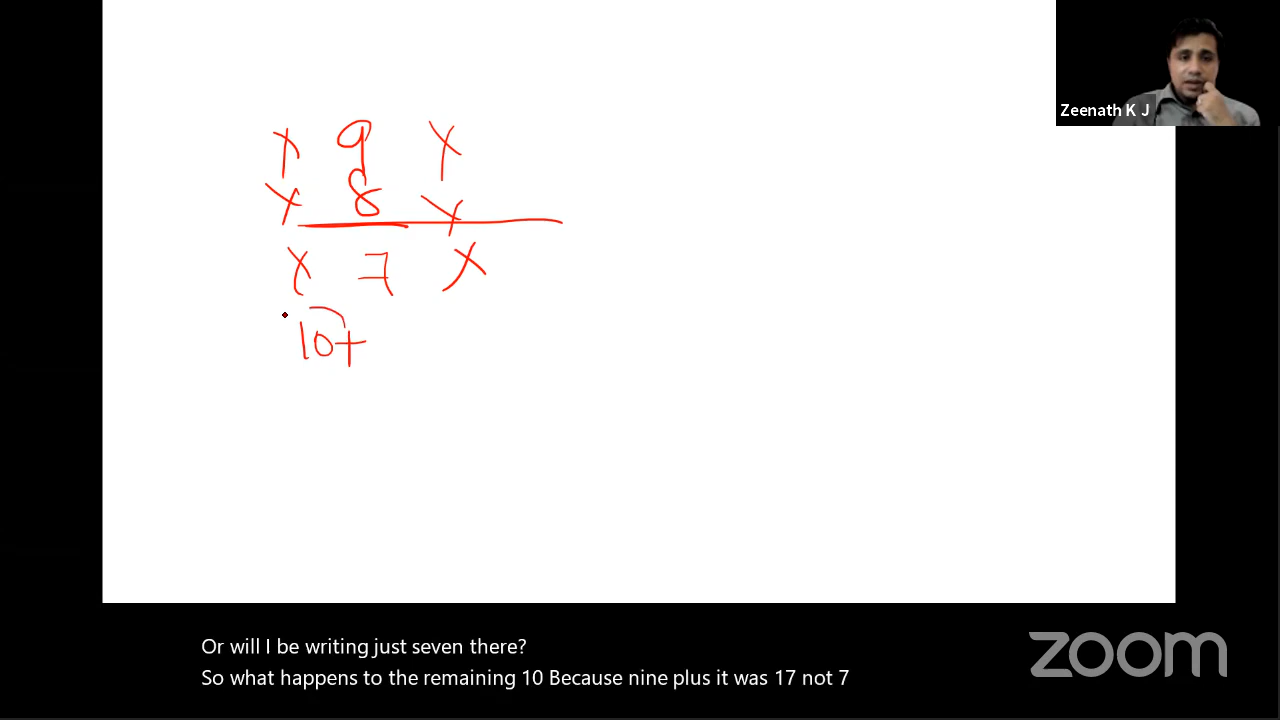 Zeenath K J
x 9 x
x 8 x
x 7 x
10+
Or will I be writing just seven there?
So what happens to the remaining 10 Because nine plus it was 17 not 7
zoom